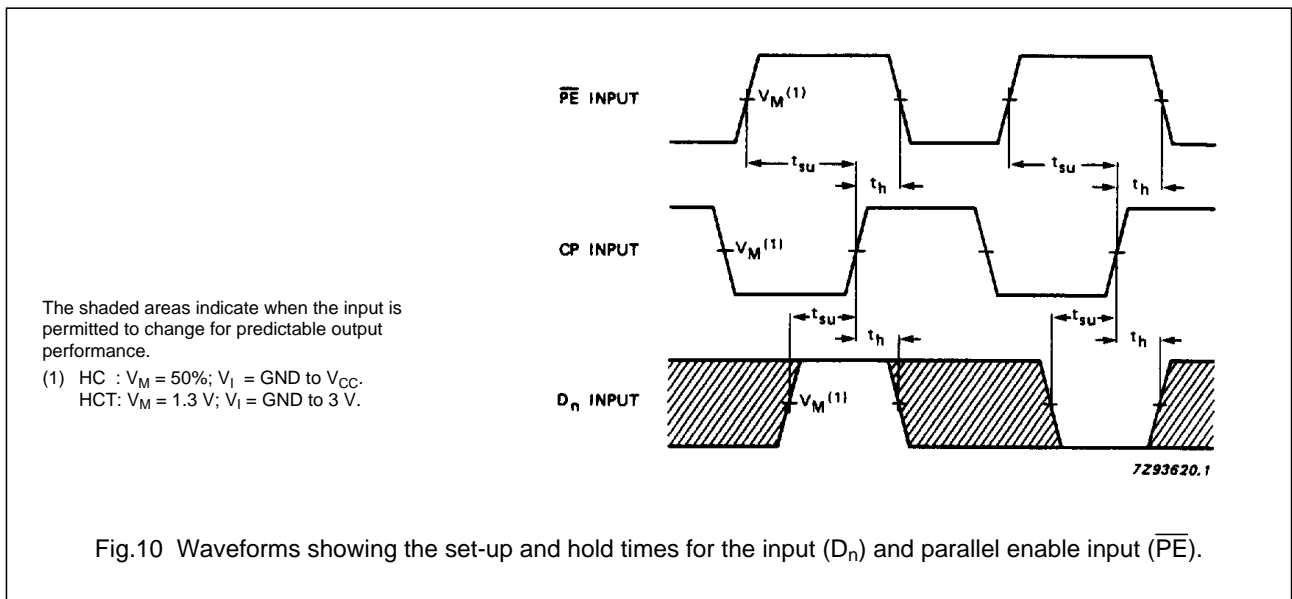 PE INPUT
V_M(1)
t_su
t_su
t_h
t_h
CP INPUT
V_M(1)
The shaded areas indicate when the input is
permitted to change for predictable output
performance.
(1) HC : V_M = 50%; V_I = GND to V_CC.
HCT: V_M = 1.3 V; V_I = GND to 3 V.
t_su
t_su
t_h
t_h
D_n INPUT
V_M(1)
7Z93620.1
Fig.10 Waveforms showing the set-up and hold times for the input (D_n) and parallel enable input (PE).